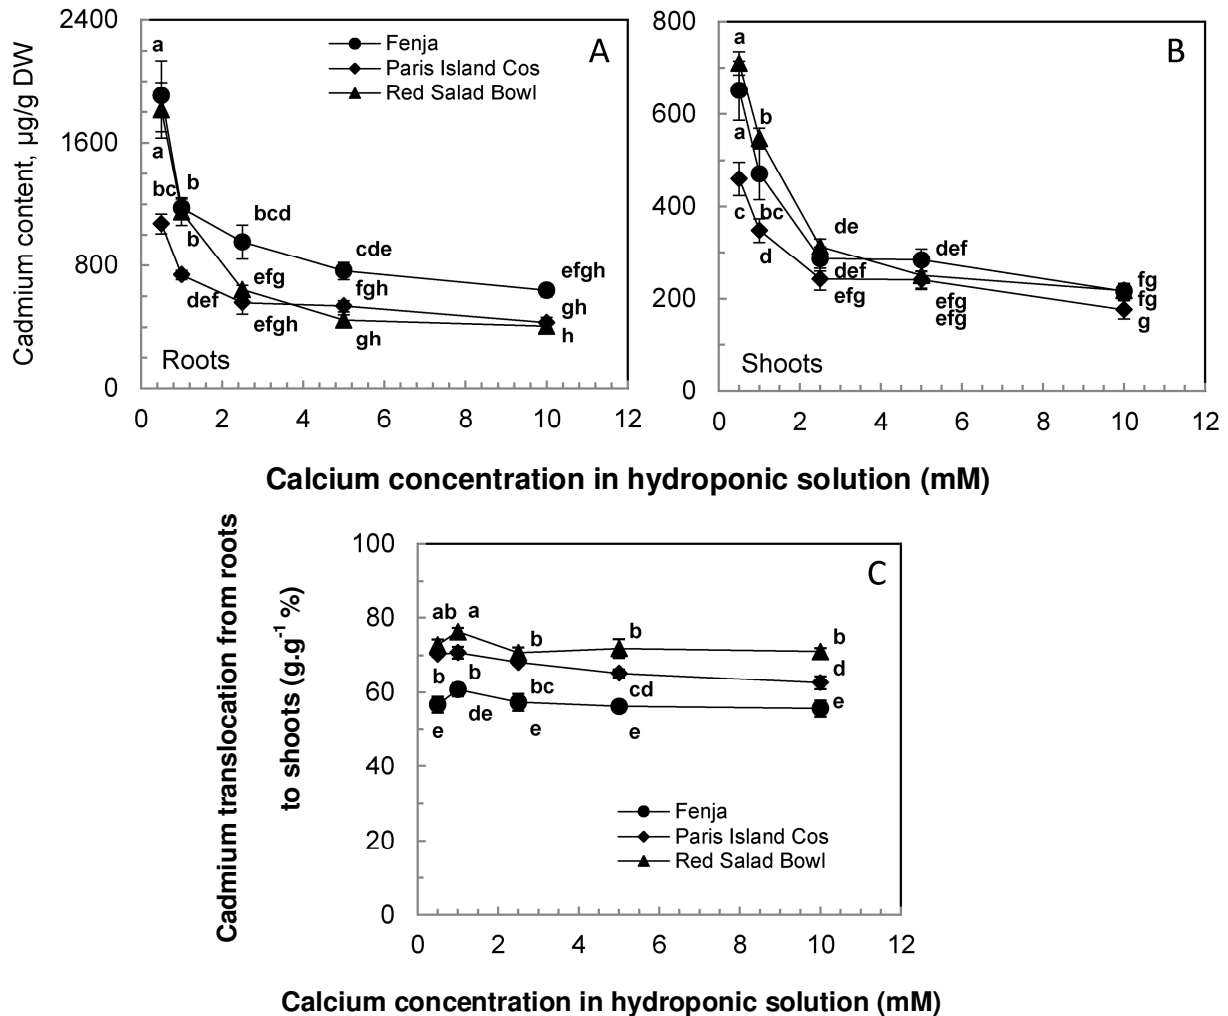 2400
1600
800
0
Cadmium content, µg/g DW
Fenja
Paris Island Cos
Red Salad Bowl
A
a
a
bc
b
b
bcd
def
efg
efgh
cde
fgh
gh
efgh
gh
h
Roots
0 2 4 6 8 10 12
800
600
400
200
0
B
a
a
b
c
bc
d
de
def
efg
def
efg
efg
fg
fg
g
Shoots
0 2 4 6 8 10 12
Calcium concentration in hydroponic solution (mM)
Cadmium translocation from roots
to shoots (g.g⁻¹ %)
100
80
60
40
20
0
C
ab
a
b
b
b
b
b
bc
cd
d
e
de
e
e
e
Fenja
Paris Island Cos
Red Salad Bowl
0 2 4 6 8 10 12
Calcium concentration in hydroponic solution (mM)